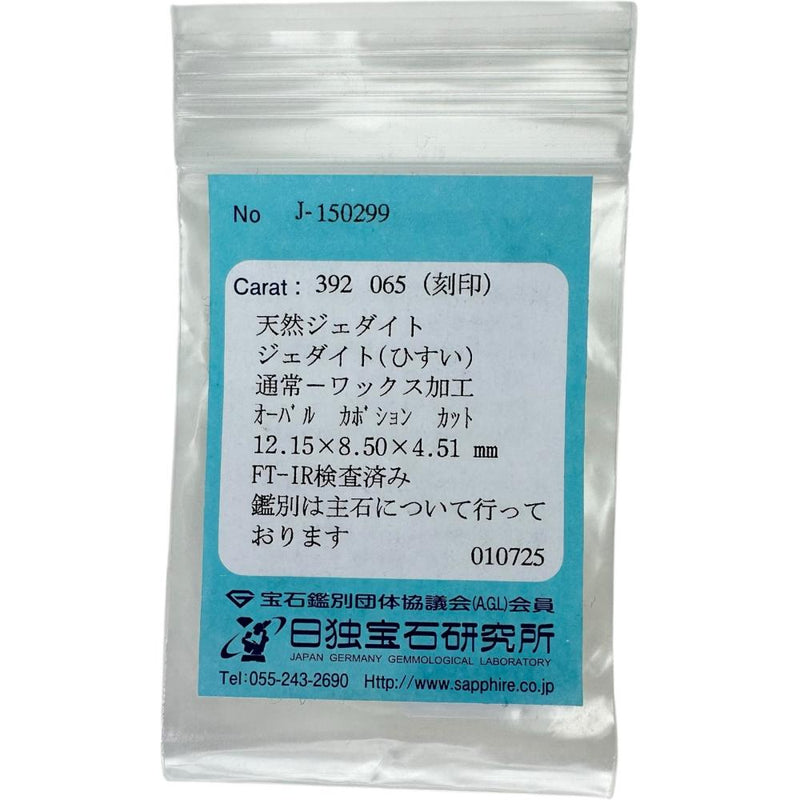 No J-150299
Carat : 392 065 (刻印)
天然ジェダイト
ジェダイト(ひすい)
通常－ワックス加工
ｵｰﾊﾞﾙ ｶﾎﾞｼｮﾝ ｶｯﾄ
12.15×8.50×4.51 mm
FT-IR検査済み
鑑別は主石について行って
おります
010725
宝石鑑別団体協議会(A.G.L)会員
日独宝石研究所
JAPAN GERMANY GEMMOLOGICAL LABORATORY
Tel:055-243-2690 Http://www.sapphire.co.jp